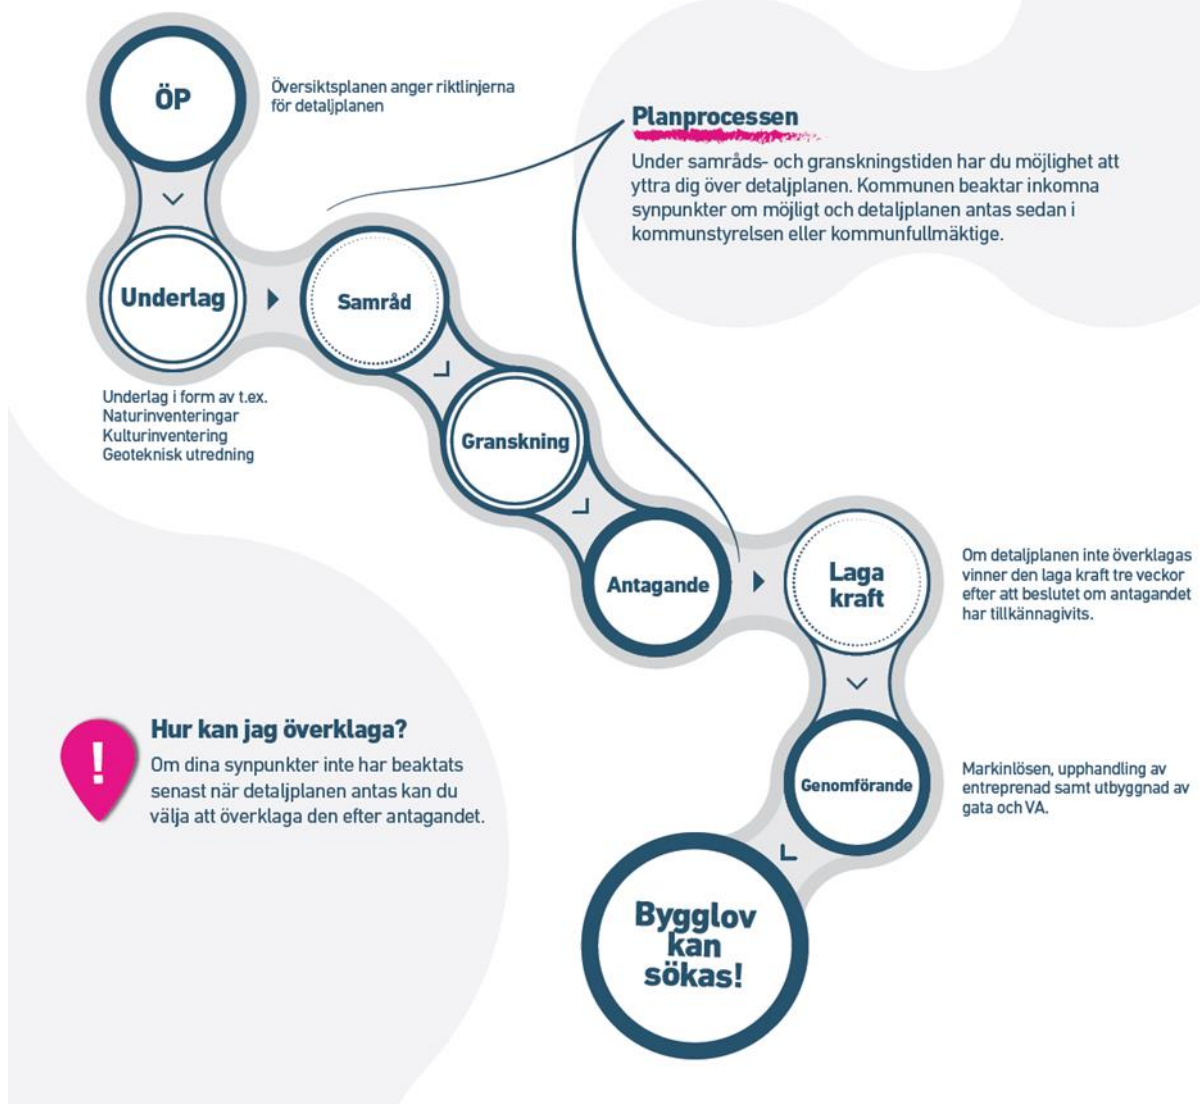 ÖP
Översiktsplanen anger riktlinjerna
för detaljplanen
Planprocessen
Under samråds- och granskningstiden har du möjlighet att
yttra dig över detaljplanen. Kommunen beaktar inkomna
synpunkter om möjligt och detaljplanen antas sedan i
kommunstyrelsen eller kommunfullmäktige.
Underlag
Underlag i form av t.ex.
Naturinventeringar
Kulturinventering
Geoteknisk utredning
Samråd
Granskning
Antagande
Laga
kraft
Om detaljplanen inte överklagas
vinner den laga kraft tre veckor
efter att beslutet om antagandet
har tillkännagivits.
!
Hur kan jag överklaga?
Om dina synpunkter inte har beaktats
senast när detaljplanen antas kan du
välja att överklaga den efter antagandet.
Genomförande
Markinlösen, upphandling av
entreprenad samt utbyggnad av
gata och VA.
Bygglov
kan
sökas!